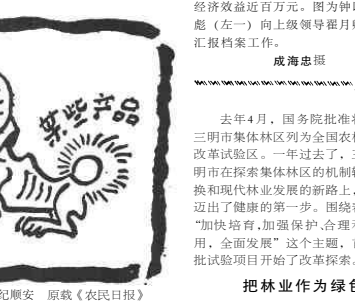 某些产品
纪顺安 原载《农民日报》
经济效益近百万元。图为钟
彪（左一）向上级领导翟月
汇报档案工作。
成海忠摄
去年4月，国务院批准将
三明市集体林区列为全国农
改革试验区。一年过去了，三
明市在探索集体林区的机制转
换和现代林业发展的新路上，
迈出了健康的第一步。围绕着
“加快培育，加强保护、合理利
用，全面发展”这个主题，首
批试验项目开始了改革探索。
把林业作为绿色